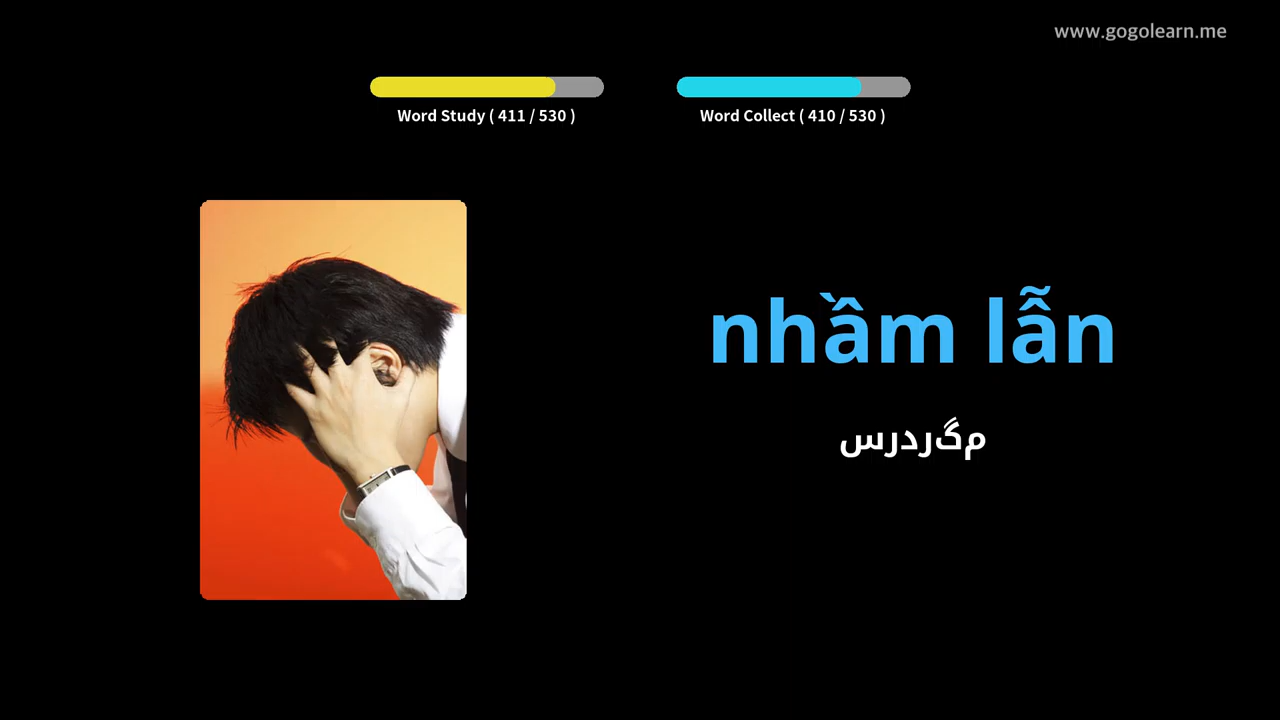 www.gogolearn.me
Word Study ( 411 / 530 )
Word Collect ( 410 / 530 )
nhầm lẫn
مگردرس